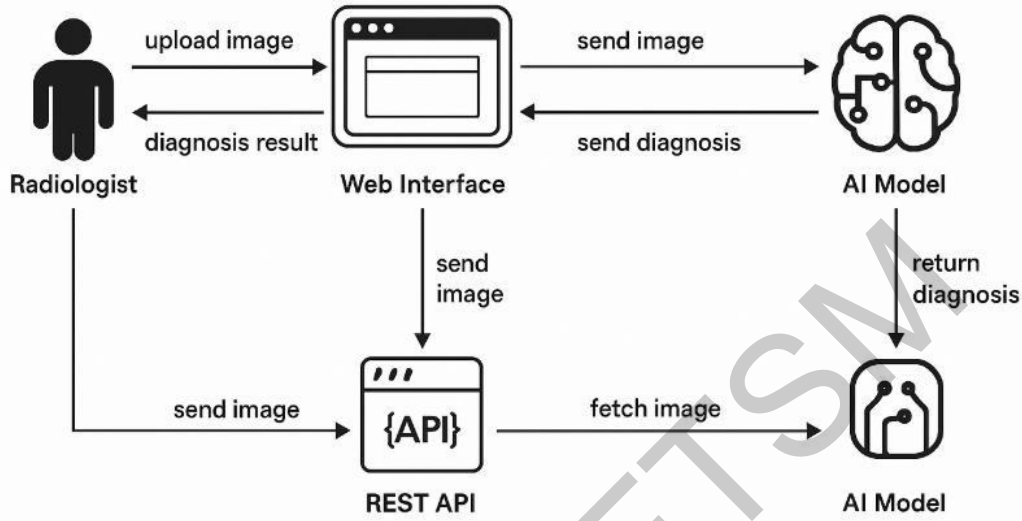 upload image
send image
diagnosis result
send diagnosis
Radiologist
Web Interface
AI Model
send
image
return
diagnosis
send image
{API}
fetch image
REST API
AI Model
FTSM